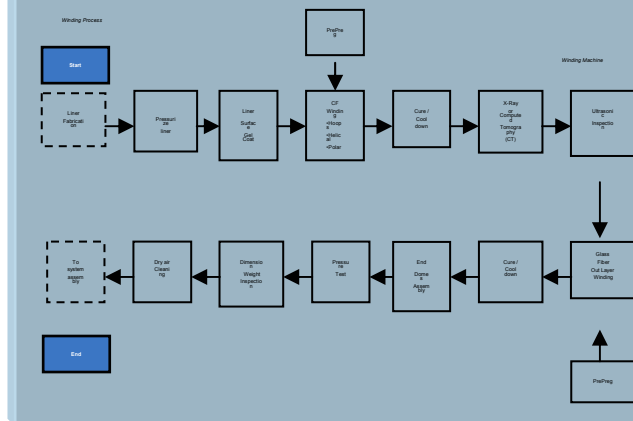 Winding Process
PrePre
g
Winding Machine
Start
Liner
Fabricati
on
Pressuri
ze
liner
Liner
Surfac
e
Gel
Coat
CF
Windin
g
<Hoop
s
<Helic
al
<Polar
Cure /
Cool
down
X-Ray
or
Compute
d
Tomogra
phy
(CT)
Ultrasoni
c
Inspectio
n
To
system
assem
bly
Dry air
Cleani
ng
Dimensio
n
Weight
Inspectio
n
Pressu
re
Test
End
Dome
s
Assem
bly
Cure /
Cool
down
Glass
Fiber
Out Layer
Winding
End
PrePreg